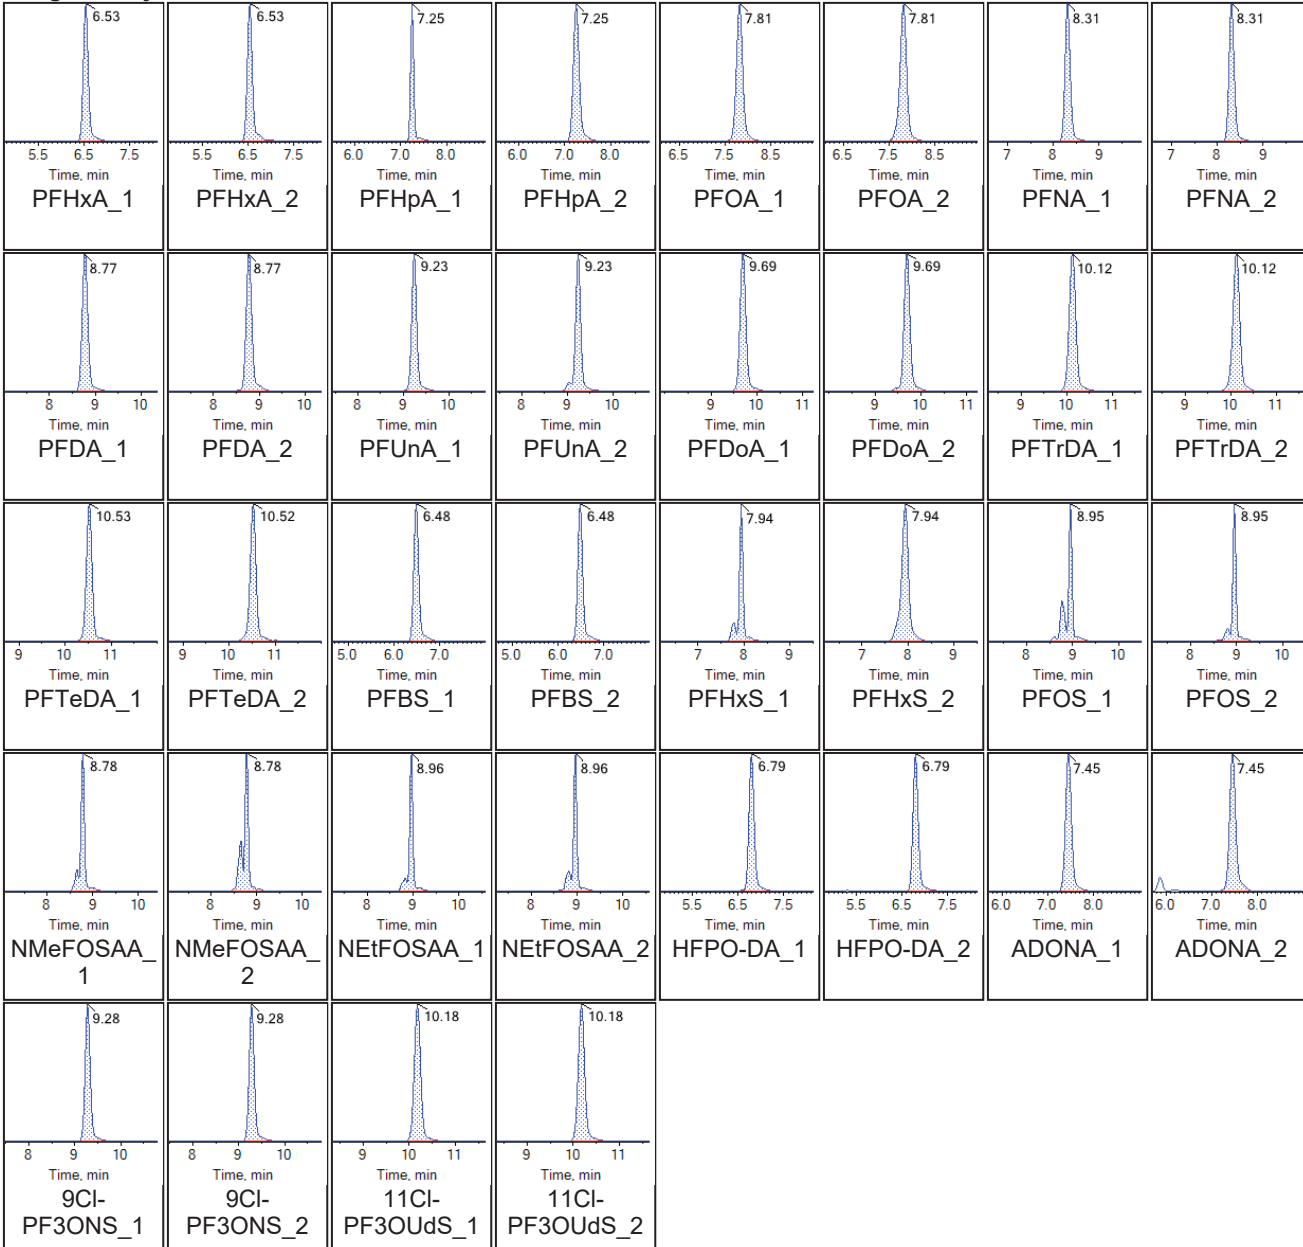 6.53 6.53 7.25 7.25 7.81 7.81 8.31 8.31
5.5 6.5 7.5 5.5 6.5 7.5 6.0 7.0 8.0 6.0 7.0 8.0 6.5 7.5 8.5 6.5 7.5 8.5 7 8 9 7 8 9
Time, min Time, min Time, min Time, min Time, min Time, min Time, min Time, min
PFHxA_1 PFHxA_2 PFHpA_1 PFHpA_2 PFOA_1 PFOA_2 PFNA_1 PFNA_2
8.77 8.77 9.23 9.23 9.69 9.69 10.12 10.12
8 9 10 8 9 10 8 9 10 8 9 10 9 10 11 9 10 11 9 10 11 9 10 11
Time, min Time, min Time, min Time, min Time, min Time, min Time, min Time, min
PFDA_1 PFDA_2 PFUnA_1 PFUnA_2 PFDoA_1 PFDoA_2 PFTrDA_1 PFTrDA_2
10.53 10.52 6.48 6.48 7.94 7.94 8.95 8.95
9 10 11 9 10 11 5.0 6.0 7.0 5.0 6.0 7.0 7 8 9 7 8 9 8 9 10 8 9 10
Time, min Time, min Time, min Time, min Time, min Time, min Time, min Time, min
PFTeDA_1 PFTeDA_2 PFBS_1 PFBS_2 PFHxS_1 PFHxS_2 PFOS_1 PFOS_2
8.78 8.78 8.96 8.96 6.79 6.79 7.45 7.45
8 9 10 8 9 10 8 9 10 8 9 10 5.5 6.5 7.5 5.5 6.5 7.5 6.0 7.0 8.0 6.0 7.0 8.0
Time, min Time, min Time, min Time, min Time, min Time, min Time, min Time, min
NMeFOSAA_ NMeFOSAA_ NEtFOSAA_1 NEtFOSAA_2 HFPO-DA_1 HFPO-DA_2 ADONA_1 ADONA_2
1 2
9.28 9.28 10.18 10.18
8 9 10 8 9 10 9 10 11 9 10 11
Time, min Time, min Time, min Time, min
9Cl- 9Cl- 11Cl- 11Cl-
PF3ONS_1 PF3ONS_2 PF3OUdS_1 PF3OUdS_2